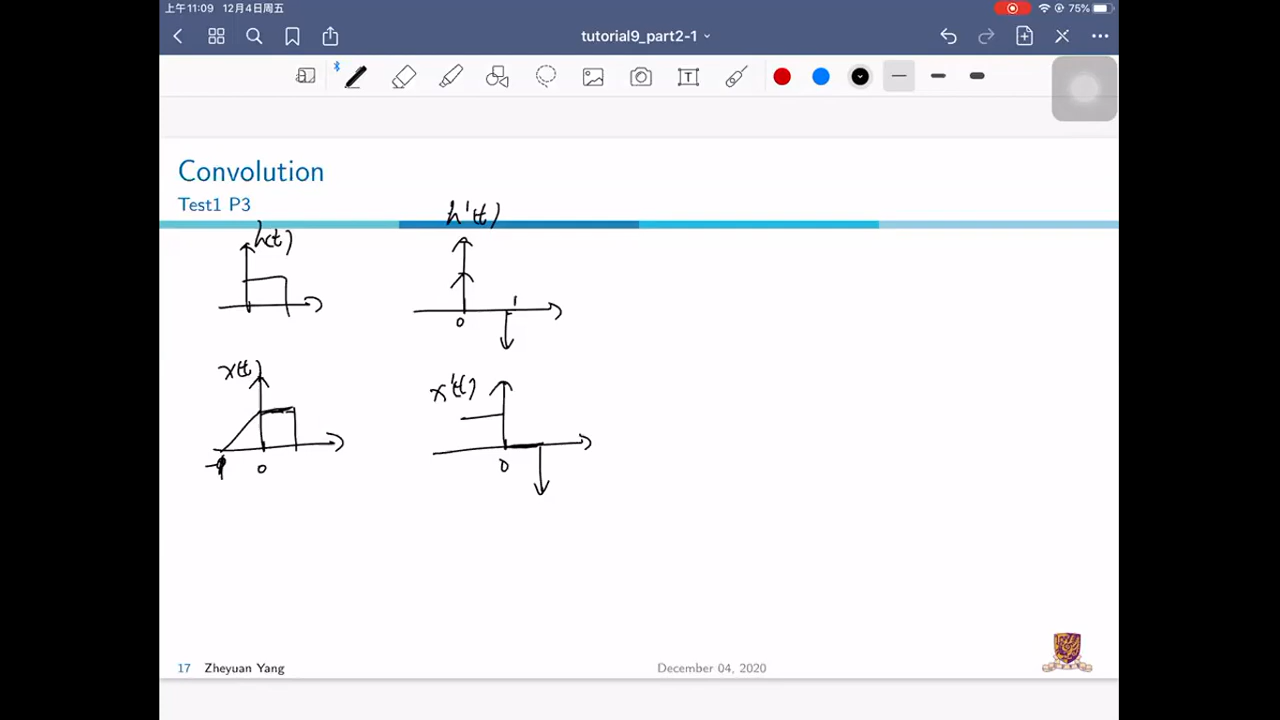 上午11:09 12月4日周五
75%
tutorial9_part2-1
T
Convolution
Test1 P3
h(t)
h'(t)
0
1
x(t)
-1
0
x'(t)
0
17 Zheyuan Yang
December 04, 2020